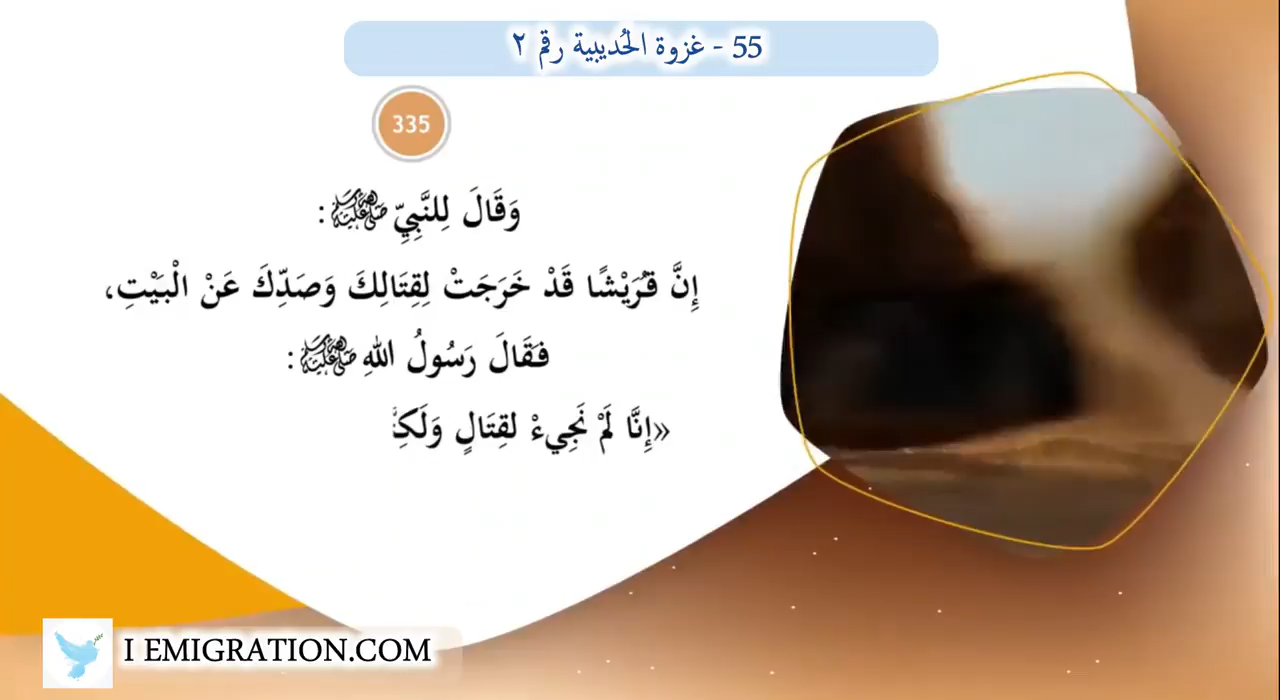 55 - غزوة الحُديبية رقم ٢
335
وَقَالَ لِلنَّبِيِّ ﷺ :
إِنَّ قُرَيْشًا قَدْ خَرَجَتْ لِقِتَالِكَ وَصَدِّكَ عَنْ الْبَيْتِ،
فَقَالَ رَسُولُ اللهِ ﷺ :
«إِنَّا لَمْ نَجِيءْ لقِتَالٍ وَلَكِ
I EMIGRATION.COM